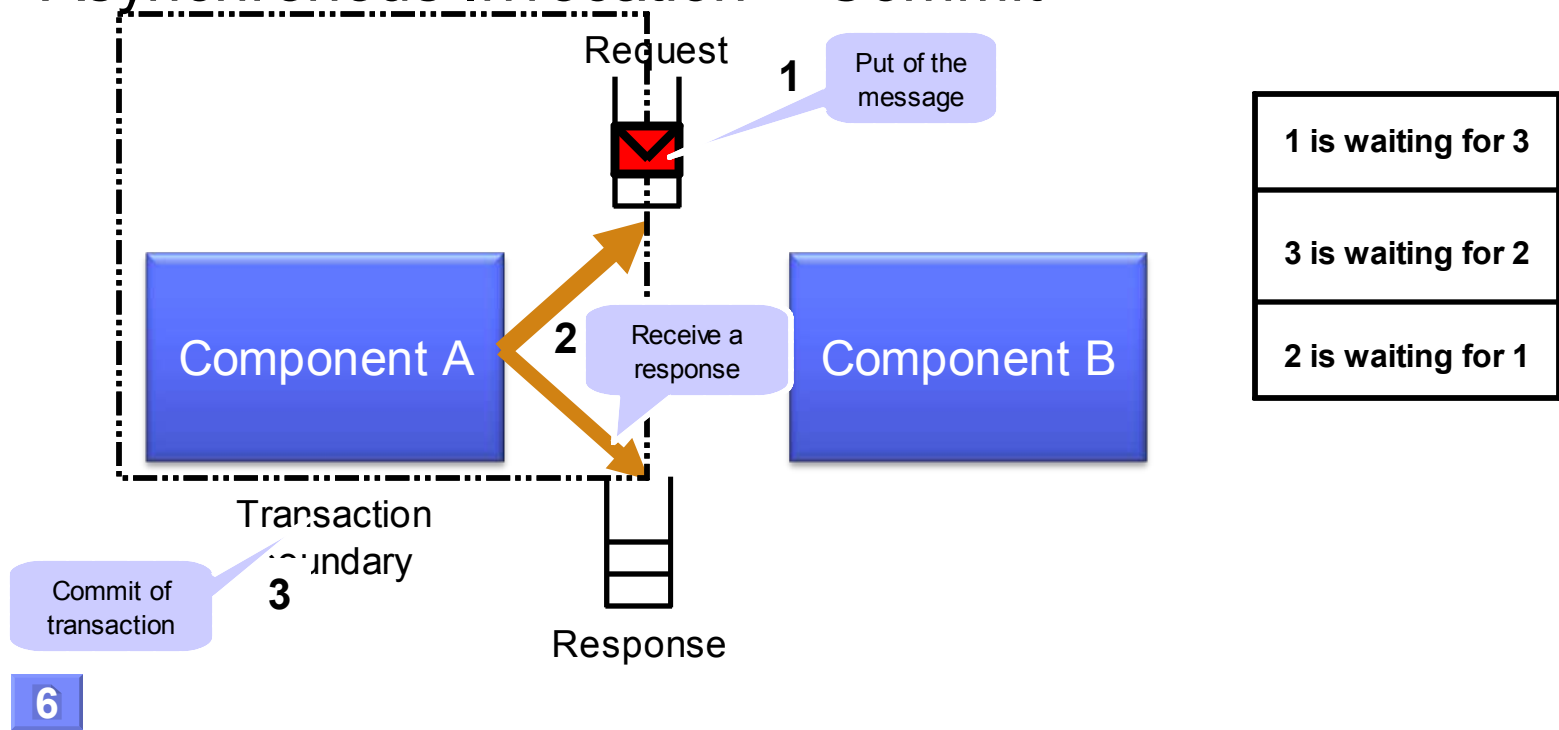 Request
1
Put of the
message
1 is waiting for 3
3 is waiting for 2
2 is waiting for 1
Component A
2
Receive a
response
Component B
Transaction
3
Commit of
transaction
Response
6